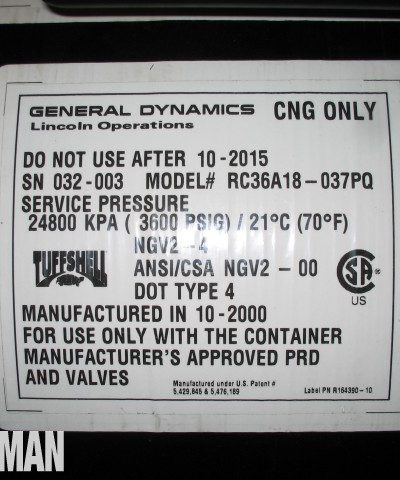 GENERAL DYNAMICS CNG ONLY
Lincoln Operations
DO NOT USE AFTER 10-2015
SN 032-003 MODEL# RC36A18-037PQ
SERVICE PRESSURE
24800 KPA ( 3600 PSIG) / 21°C (70°F)
NGV2-4
TUFFSHELL
ANSI/CSA NGV2 - 00
DOT TYPE 4
CSA
US
MANUFACTURED IN 10-2000
FOR USE ONLY WITH THE CONTAINER
MANUFACTURER'S APPROVED PRD
AND VALVES
Manufactured under U.S. Patent #
5,429,845 & 5,476,189
Label PN R164390-10
MAN